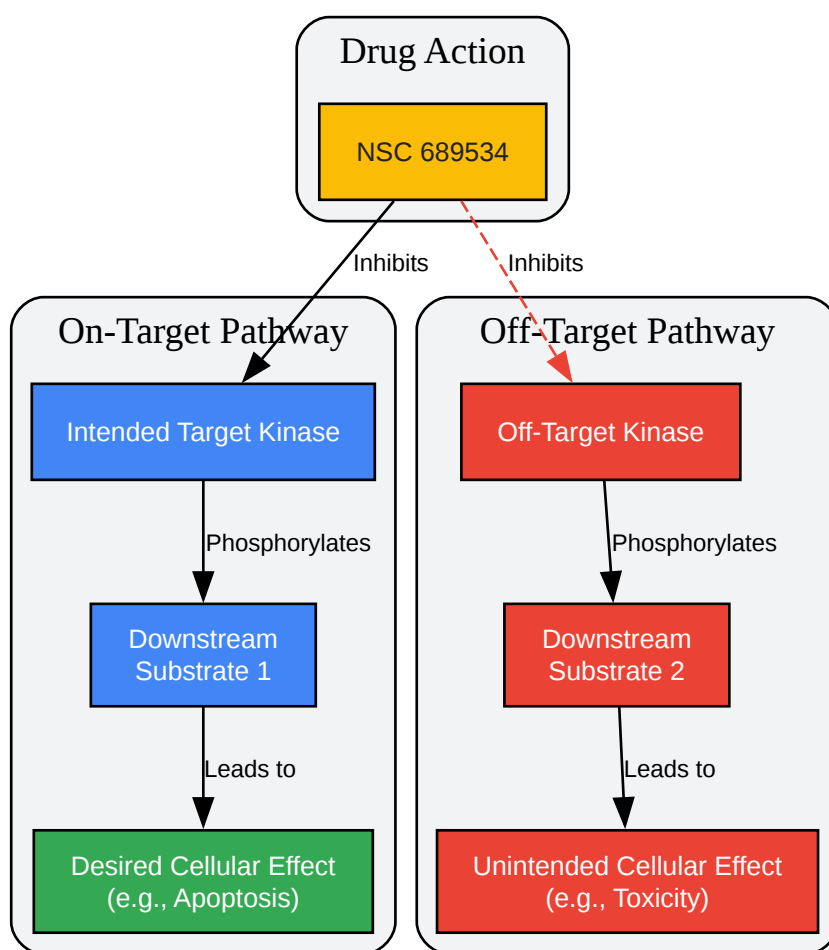 Drug Action
NSC 689534
Inhibits
Inhibits
On-Target Pathway
Off-Target Pathway
Intended Target Kinase
Off-Target Kinase
Phosphorylates
Phosphorylates
Downstream
Substrate 1
Downstream
Substrate 2
Leads to
Leads to
Desired Cellular Effect
(e.g., Apoptosis)
Unintended Cellular Effect
(e.g., Toxicity)